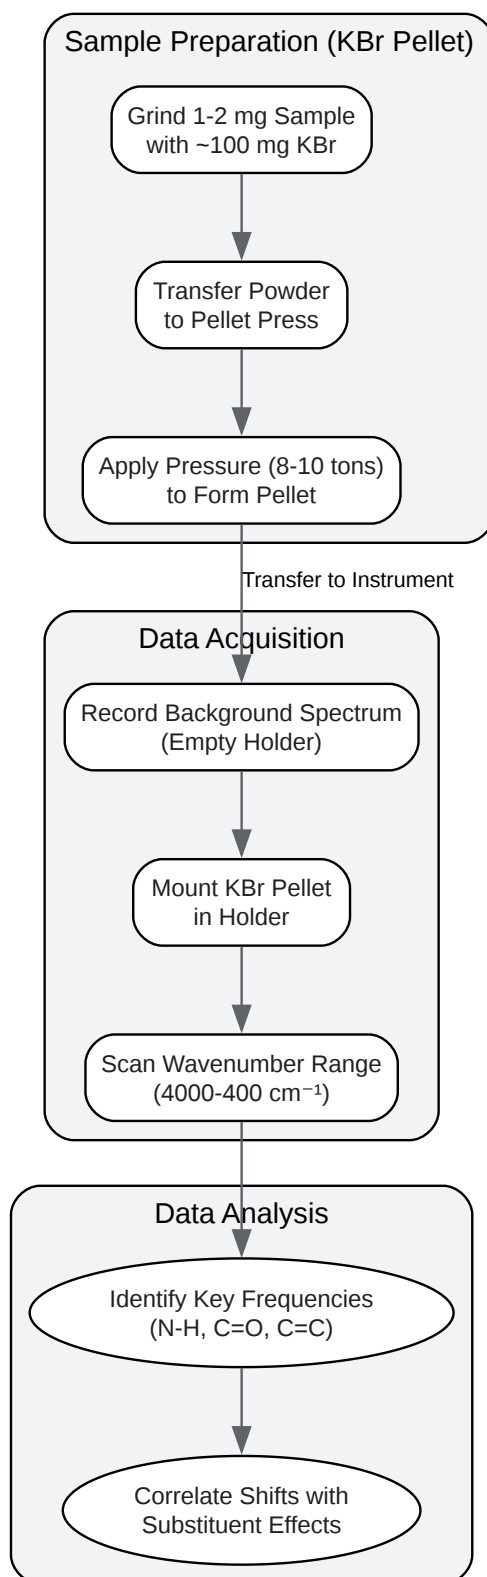 Sample Preparation (KBr Pellet)
Grind 1-2 mg Sample
with ~100 mg KBr
Transfer Powder
to Pellet Press
Apply Pressure (8-10 tons)
to Form Pellet
Transfer to Instrument
Data Acquisition
Record Background Spectrum
(Empty Holder)
Mount KBr Pellet
in Holder
Scan Wavenumber Range
(4000-400 cm⁻¹)
Data Analysis
Identify Key Frequencies
(N-H, C=O, C=C)
Correlate Shifts with
Substituent Effects